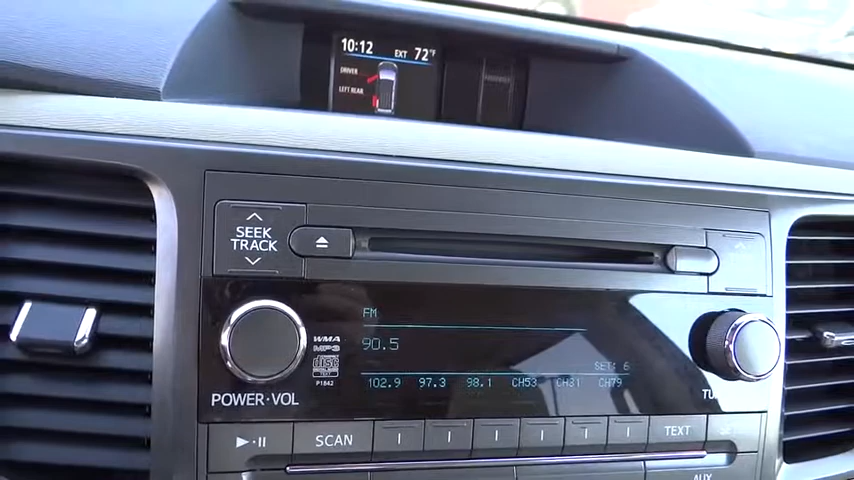 10:12 EXT 72°F
DRIVER
LEFT REAR
SEEK
TRACK
FM
90.5
WMA
MP3
P1842
SET: 6
102.9 97.3 98.1 CH53 CH31 CH79
POWER·VOL
SCAN
TEXT
AUX